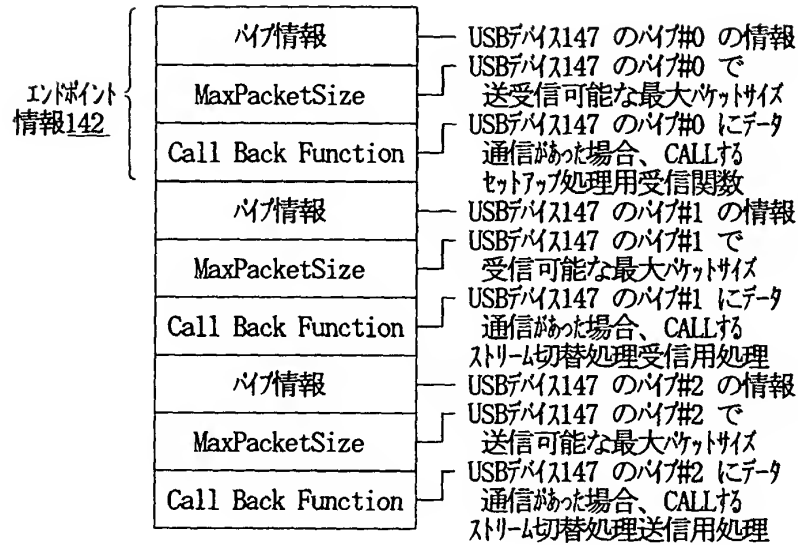 エンドポイント
情報142
パイプ情報
USBデバイス147 のパイプ#0 の情報
MaxPacketSize
USBデバイス147 のパイプ#0 で
送受信可能な最大パケットサイズ
Call Back Function
USBデバイス147 のパイプ#0 にデータ
通信があった場合、CALLする
セットアップ処理用受信関数
パイプ情報
USBデバイス147 のパイプ#1 の情報
MaxPacketSize
USBデバイス147 のパイプ#1 で
受信可能な最大パケットサイズ
Call Back Function
USBデバイス147 のパイプ#1 にデータ
通信があった場合、CALLする
ストリーム切替処理受信用処理
パイプ情報
USBデバイス147 のパイプ#2 の情報
MaxPacketSize
USBデバイス147 のパイプ#2 で
送信可能な最大パケットサイズ
Call Back Function
USBデバイス147 のパイプ#2 にデータ
通信があった場合、CALLする
ストリーム切替処理送信用処理